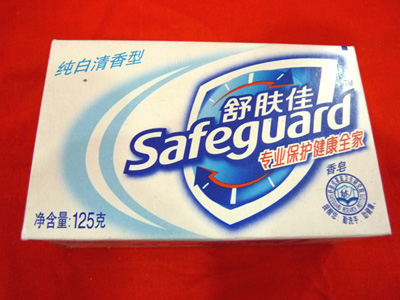 纯白清香型
舒肤佳
Safeguard
专业保护健康全家
香皂
净含量:125克